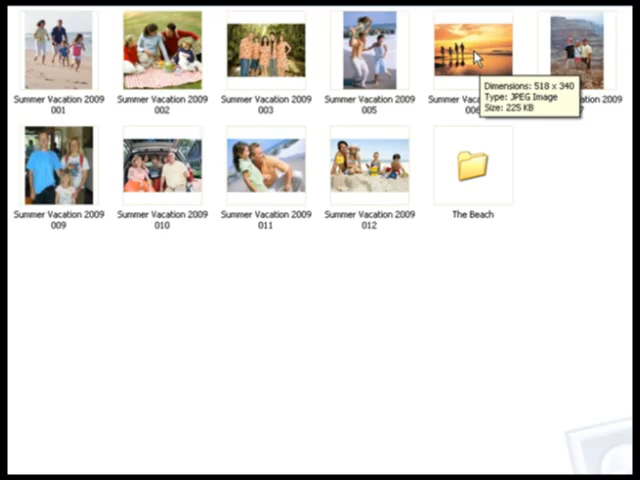 Summer Vacation 2009
001
Summer Vacation 2009
002
Summer Vacation 2009
003
Summer Vacation 2009
005
Summer Vaca
006
2009
Dimensions: 518 x 340
Type: JPEG Image
Size: 225 KB
Summer Vacation 2009
009
Summer Vacation 2009
010
Summer Vacation 2009
011
Summer Vacation 2009
012
The Beach